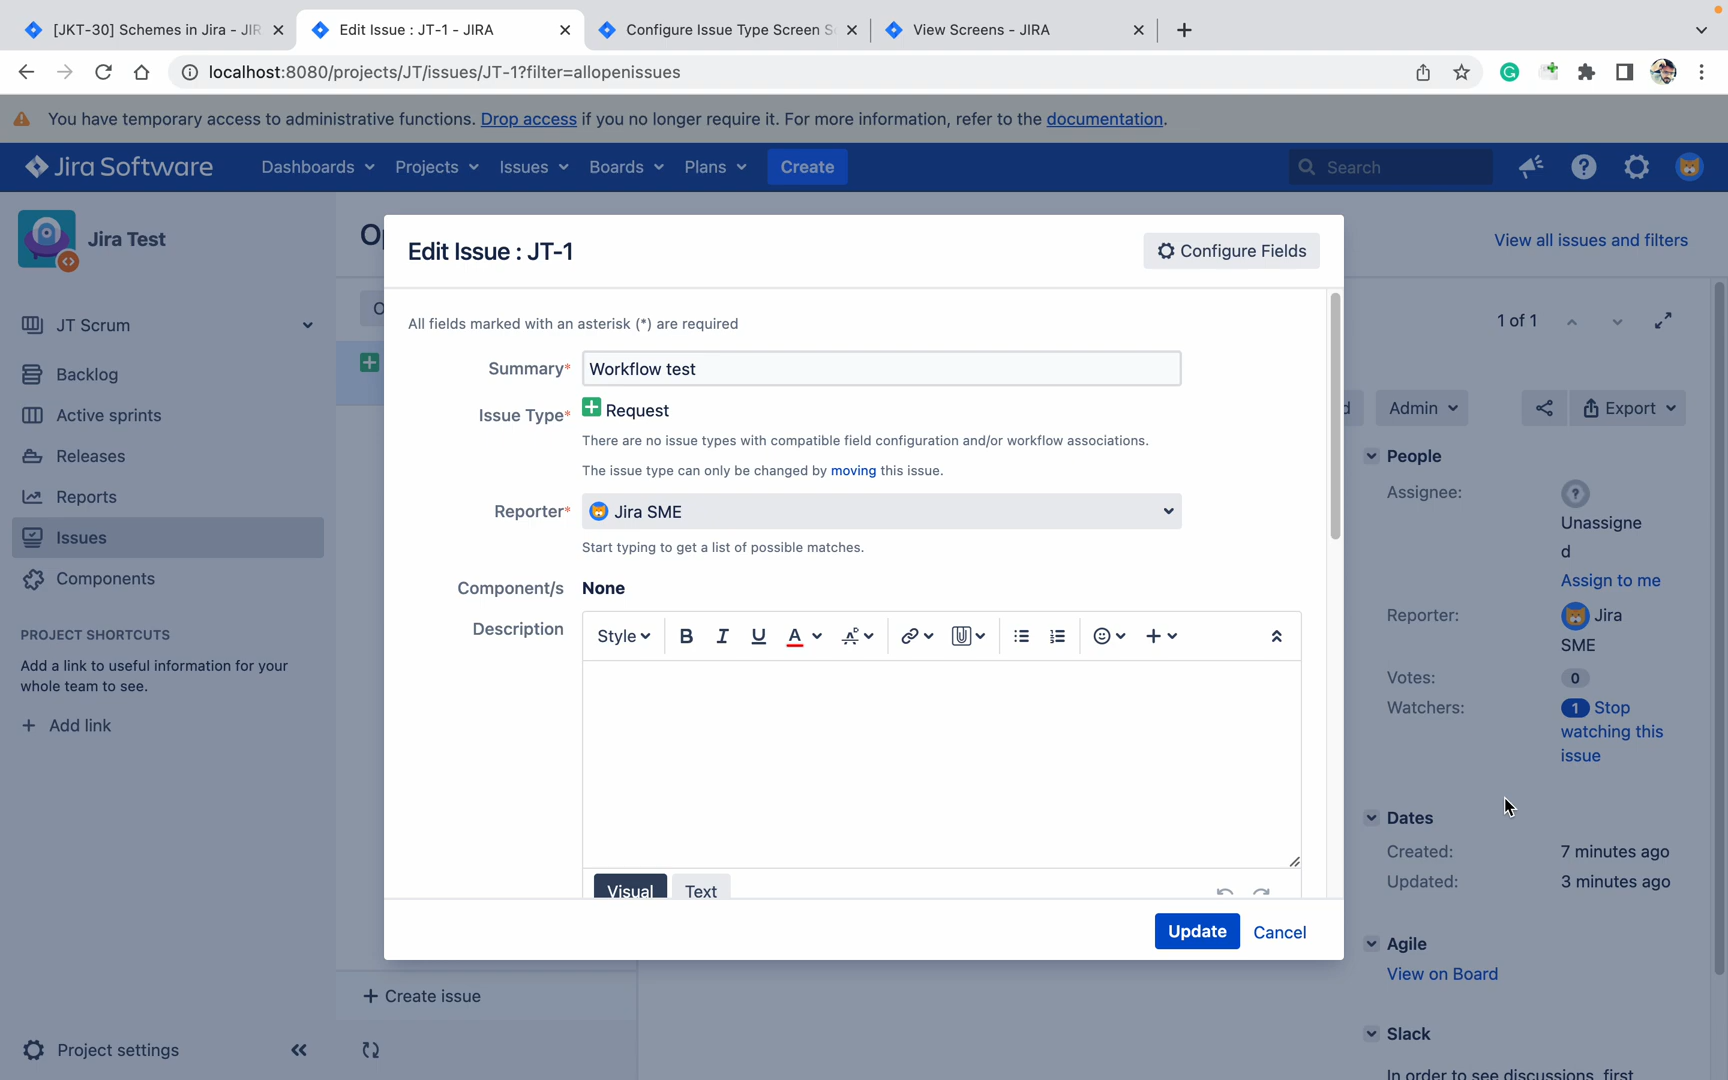 [JKT-30] Schemes in Jira - JIR
Edit Issue : JT-1 - JIRA
Configure Issue Type Screen S
View Screens - JIRA
localhost:8080/projects/JT/issues/JT-1?filter=allopenissues
You have temporary access to administrative functions. Drop access if you no longer require it. For more information, refer to the documentation.
Jira Software
Dashboards
Projects
Issues
Boards
Plans
Create
Search
Jira Test
View all issues and filters
JT Scrum
Backlog
Active sprints
Releases
Reports
Issues
Components
PROJECT SHORTCUTS
Add a link to useful information for your
whole team to see.
+ Add link
Project settings
Edit Issue : JT-1
Configure Fields
All fields marked with an asterisk (*) are required
Summary* Workflow test
Issue Type* Request
There are no issue types with compatible field configuration and/or workflow associations.
The issue type can only be changed by moving this issue.
Reporter* Jira SME
Start typing to get a list of possible matches.
Component/s None
Description
Style B I U A
Visual Text
Update Cancel
+ Create issue
1 of 1
Admin
Export
People
Assignee:
Unassigne
d
Assign to me
Reporter: Jira
SME
Votes: 0
Watchers: 1 Stop
watching this
issue
Dates
Created: 7 minutes ago
Updated: 3 minutes ago
Agile
View on Board
Slack
In order to see discussions, first